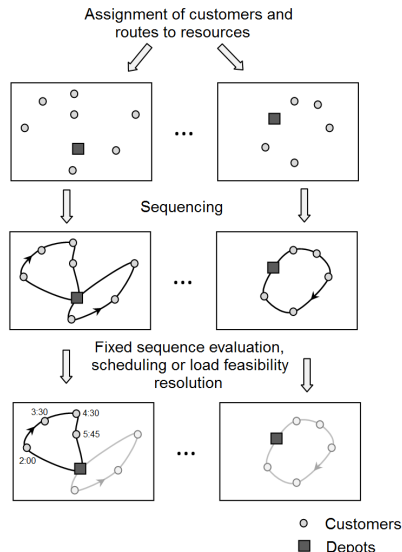 Assignment of customers and
routes to resources
...
Sequencing
...
Fixed sequence evaluation,
scheduling or load feasibility
resolution
3:30
4:30
5:45
2:00
...
Customers
Depots